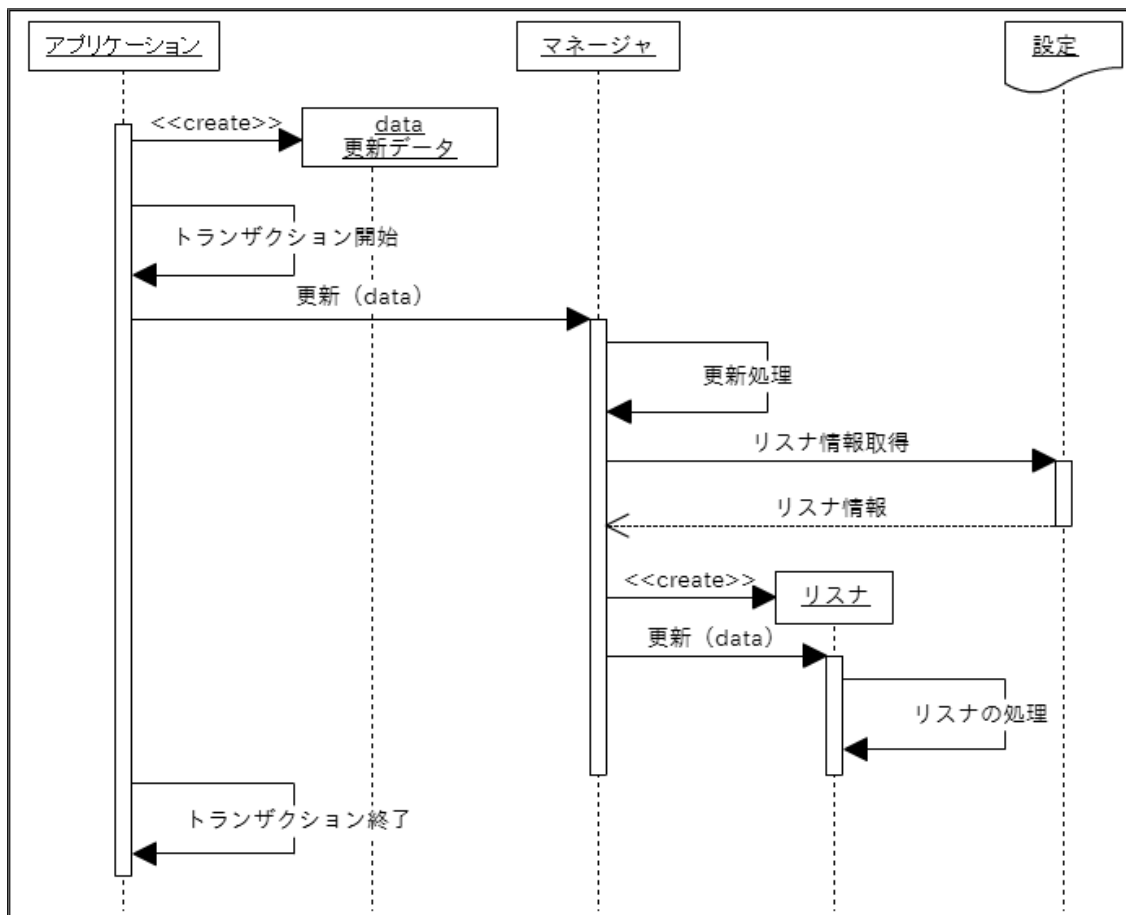 アプリケーション
マネージャ
設定
<<create>>
data
更新データ
トランザクション開始
更新（data）
更新処理
リスナ情報取得
リスナ情報
<<create>>
リスナ
更新（data）
リスナの処理
トランザクション終了